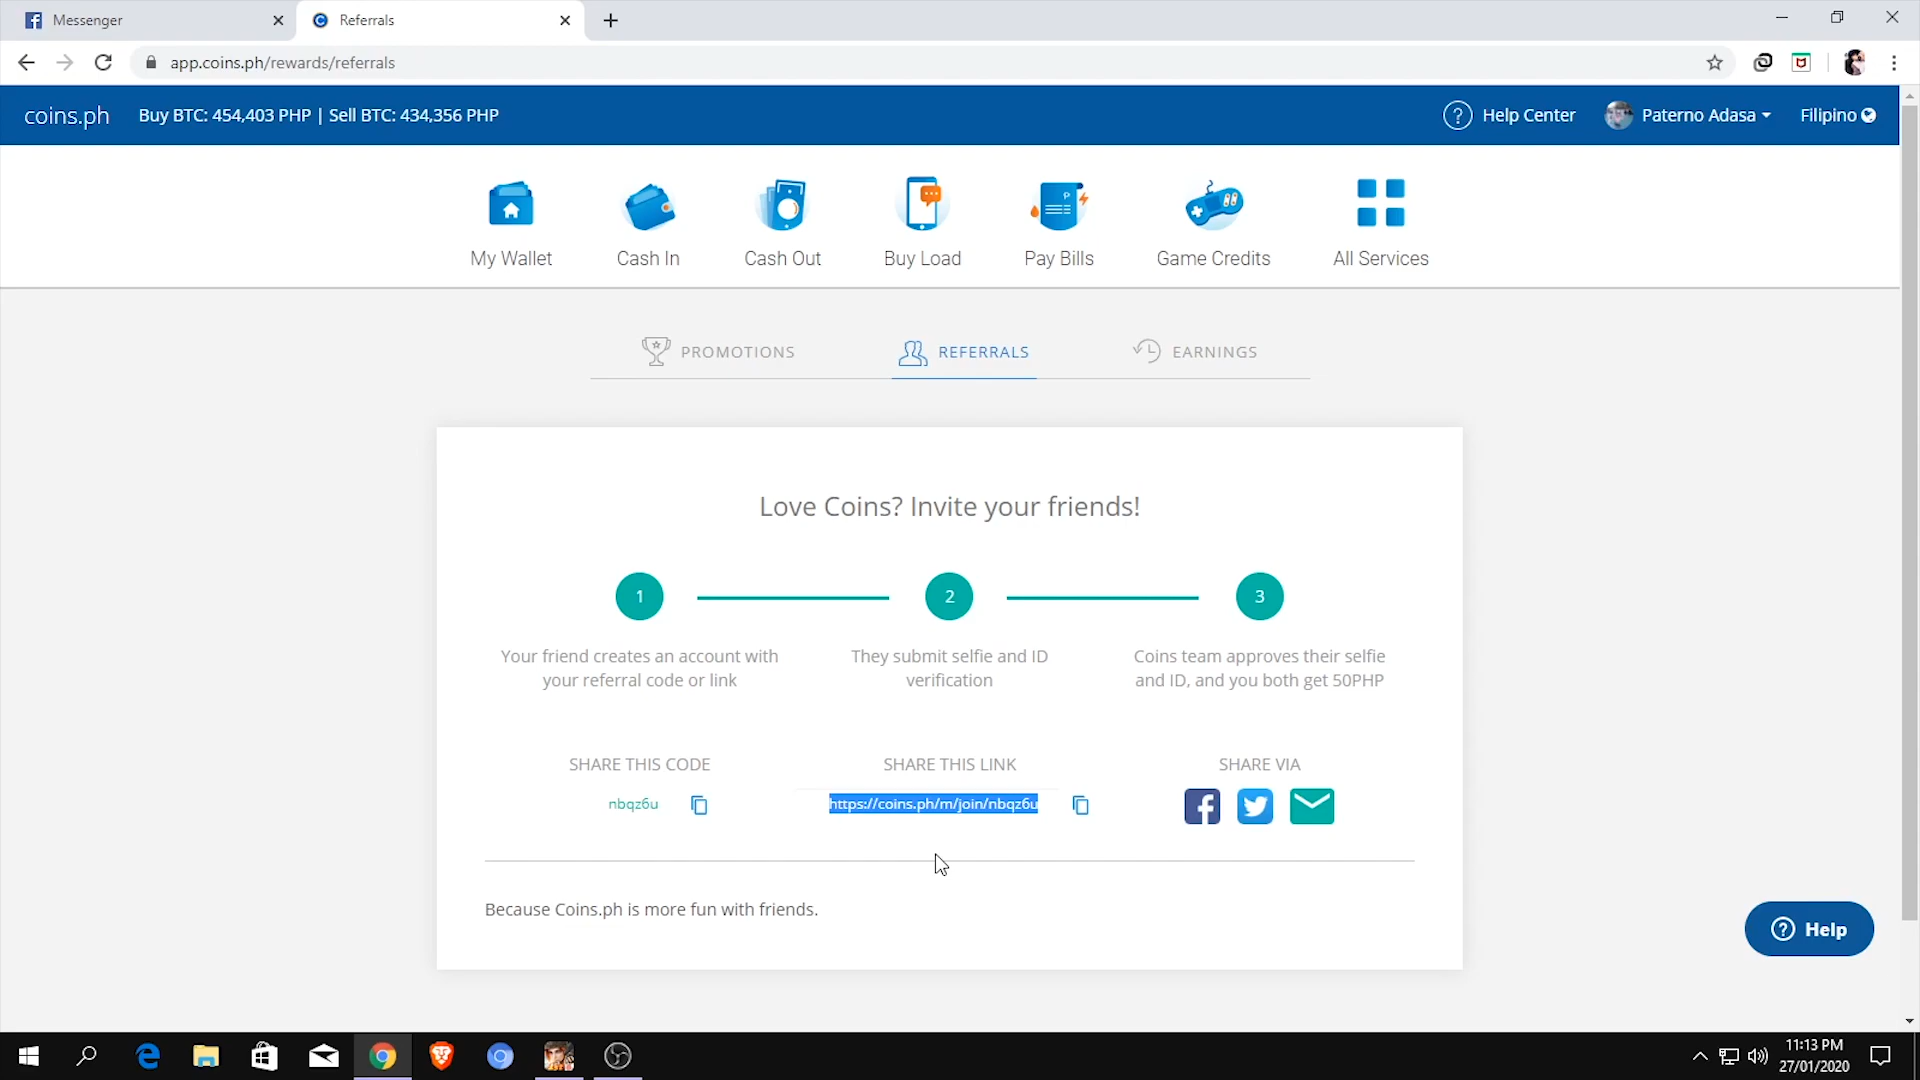 Messenger
Referrals
app.coins.ph/rewards/referrals
coins.ph
Buy BTC: 454,403 PHP | Sell BTC: 434,356 PHP
Help Center
Paterno Adasa
Filipino
My Wallet
Cash In
Cash Out
Buy Load
Pay Bills
Game Credits
All Services
PROMOTIONS
REFERRALS
EARNINGS
Love Coins? Invite your friends!
1
2
3
Your friend creates an account with
your referral code or link
They submit selfie and ID
verification
Coins team approves their selfie
and ID, and you both get 50PHP
SHARE THIS CODE
nbqz6u
SHARE THIS LINK
https://coins.ph/m/join/nbqz6u
SHARE VIA
Because Coins.ph is more fun with friends.
Help
11:13 PM
27/01/2020